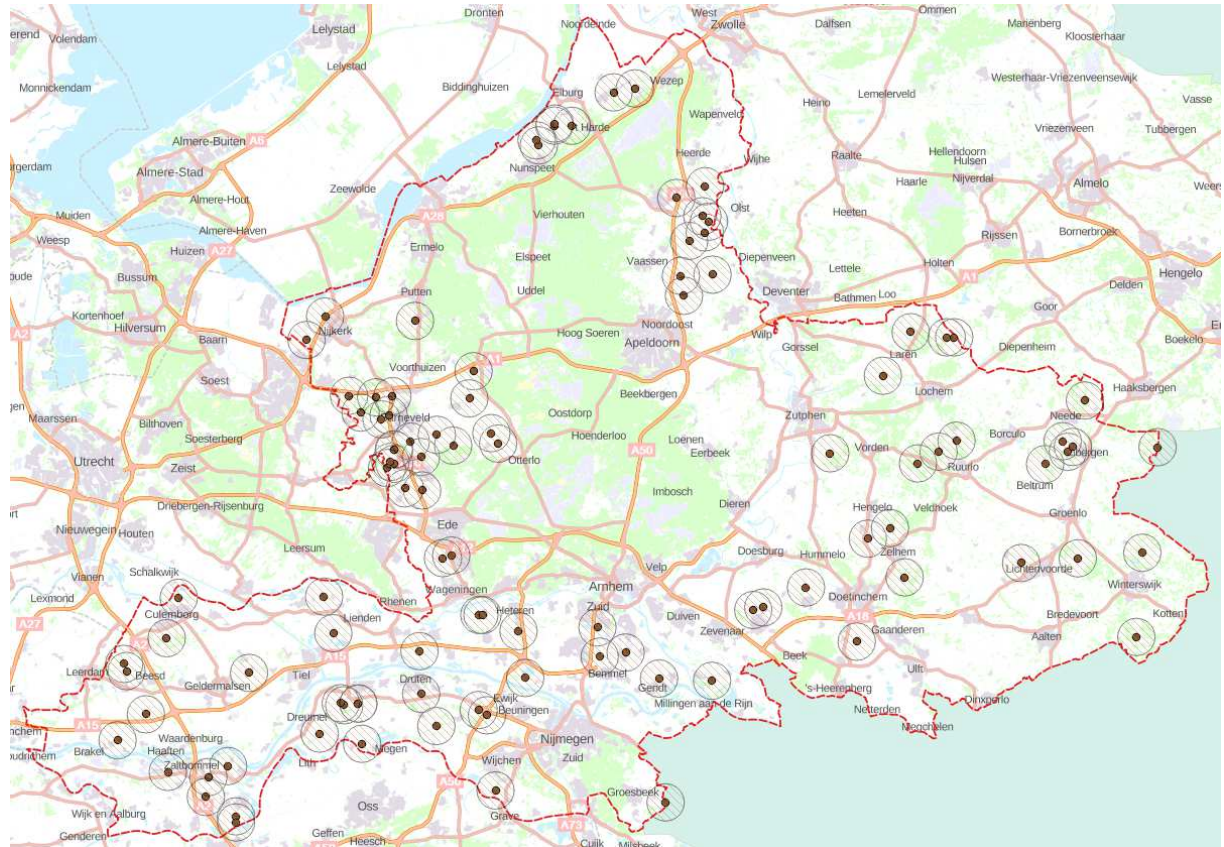 Dronten
Noordeinde
West
Zwolle
Ommen
Dalfsen
Marienberg
Kloosterhaar
Volendam
Lelystad
Lelystad
Monnickendam
Biddinghuizen
Elburg
Wezep
Heino
Lemelerveld
Westerhaar-Vriezenveensewijk
Vasse
Almere-Buiten
A6
Wapenveld
Vriezenveen
Tubbergen
Almere-Stad
Nunspeet
Heerde
Wijhe
Raalte
Hellendoorn
Hulsen
Nijverdal
Haarle
Almelo
Zeewolde
Almere-Hout
Vierhouten
A28
Olst
Heeten
Muiden
Almere-Haven
Weesp
Huizen
A27
Ermelo
Elspeet
Vaassen
Diepenveen
Lettele
Holten
Rijssen
Bornerbroek
Bussum
A1
Hengelo
Putten
Uddel
Deventer
Bathmen
Loo
Delden
Kortenhoef
Hilversum
Nijkerk
Hoog Soeren
Noordoost
Apeldoorn
Wilp
Gorssel
Goor
Baarn
Boekelo
Laren
Diepenheim
Voorthuizen
A1
Soest
Beekbergen
Lochem
Haaksbergen
Maarssen
Bilthoven
Soesterberg
Oostdorp
Zutphen
Neede
Hoenderloo
Loenen
Eerbeek
Borculo
Vorden
Otterlo
A50
Utrecht
Zeist
Ruurlo
Beltrum
Imbosch
Driebergen-Rijsenburg
Dieren
Veldhoek
Groenlo
Nieuwegein
Houten
Ede
Hengelo
Leersum
Doesburg
Hummelo
Zelhem
Lichtenvoorde
Winterswijk
Vianen
Schalkwijk
Velp
Arnhem
Wageningen
Rhenen
Lexmond
Culemborg
Heteren
Zuid
Duiven
Doetinchem
Bredevoort
Kotten
A27
Lienden
Zevenaar
A18
Gaanderen
Aalten
Leerdam
Beesd
A15
Beek
Ulft
Geldermalsen
Tiel
Druten
Bemmel
Gendt
's-Heerenberg
Dinxperlo
Millingen aan de Rijn
Netterden
Megchelen
A15
Dreumel
Ewijk
Beuningen
Waardenburg
Nijmegen
Brakel
Haaften
Megen
Zaltbommel
Lith
Wijchen
Zuid
A50
Groesbeek
Oss
Wijk en Aalburg
Grave
Geffen
Genderen
Heesch
A73
Cuijk
Milsbeek